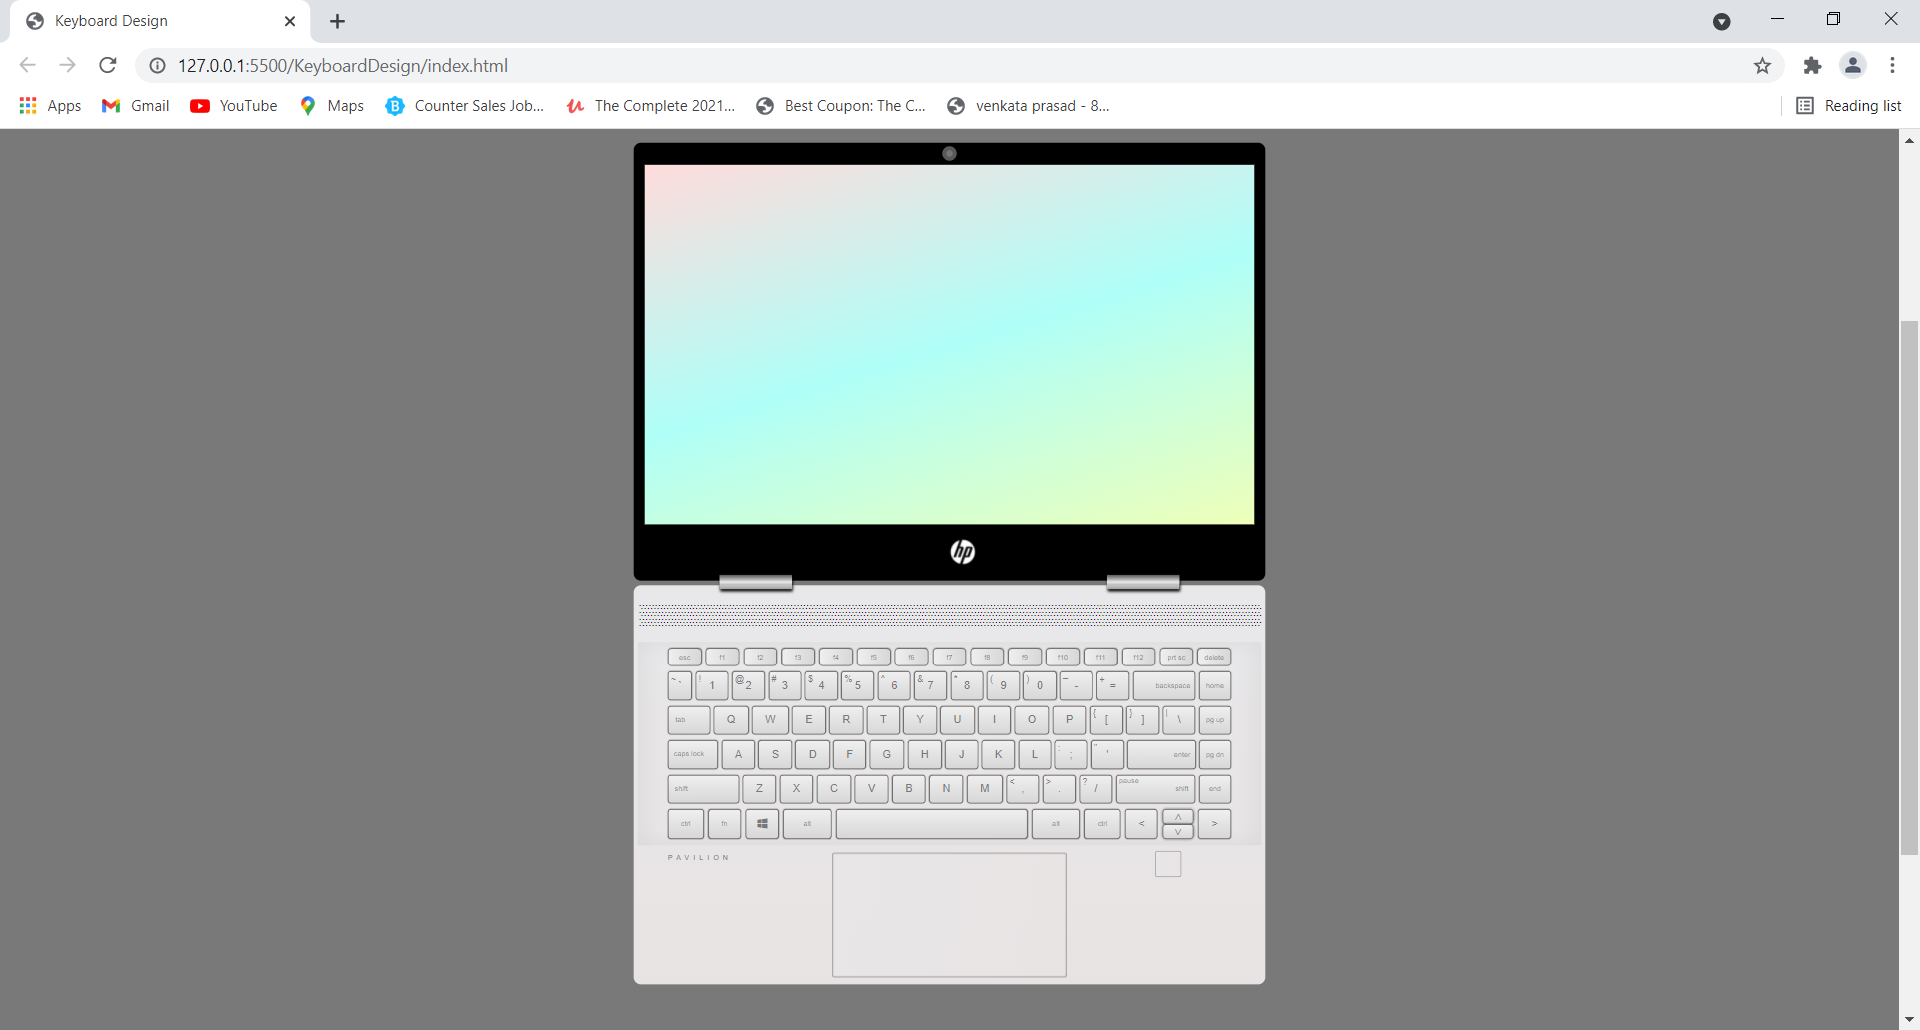 Keyboard Design
127.0.0.1:5500/KeyboardDesign/index.html
Apps Gmail YouTube Maps Counter Sales Job... The Complete 2021... Best Coupon: The C... venkata prasad - 8... Reading list
hp
esc f1 f2 f3 f4 f5 f6 f7 f8 f9 f10 f11 f12 prt sc delete
~ ` ! 1 @ 2 # 3 $ 4 % 5 ^ 6 & 7 * 8 ( 9 ) 0 _ - + = backspace home
tab Q W E R T Y U I O P { [ } ] | \ pg up
caps lock A S D F G H J K L : ; " ' enter pg dn
shift Z X C V B N M < , > . ? / pause shift end
ctrl fn alt alt ctrl < ^ v >
PAVILION